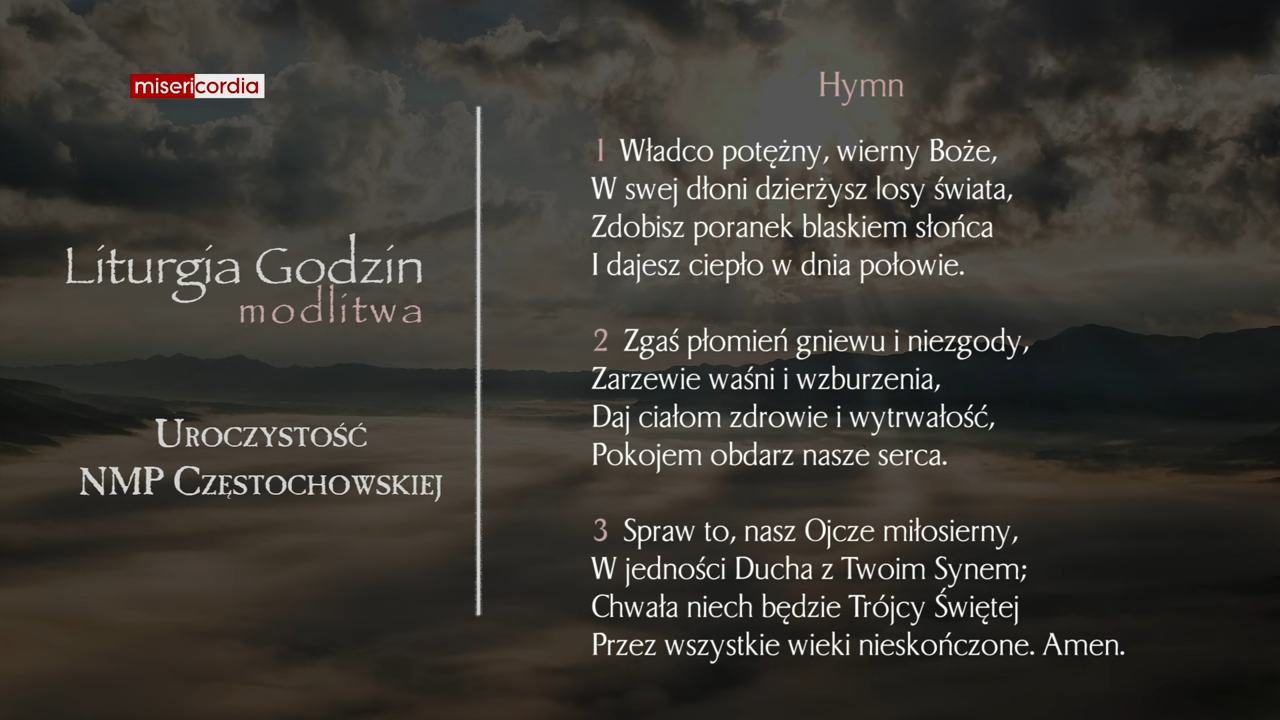 misericordia
Liturgia Godzin
modlitwa
Uroczystość
NMP Częstochowskiej
Hymn
1 Władco potężny, wierny Boże,
W swej dłoni dzierżysz losy świata,
Zdobisz poranek blaskiem słońca
I dajesz ciepło w dnia połowie.
2 Zgaś płomień gniewu i niezgody,
Zarzewie waśni i wzburzenia,
Daj ciałom zdrowie i wytrwałość,
Pokojem obdarz nasze serca.
3 Spraw to, nasz Ojcze miłosierny,
W jedności Ducha z Twoim Synem;
Chwała niech będzie Trójcy Świętej
Przez wszystkie wieki nieskończone. Amen.